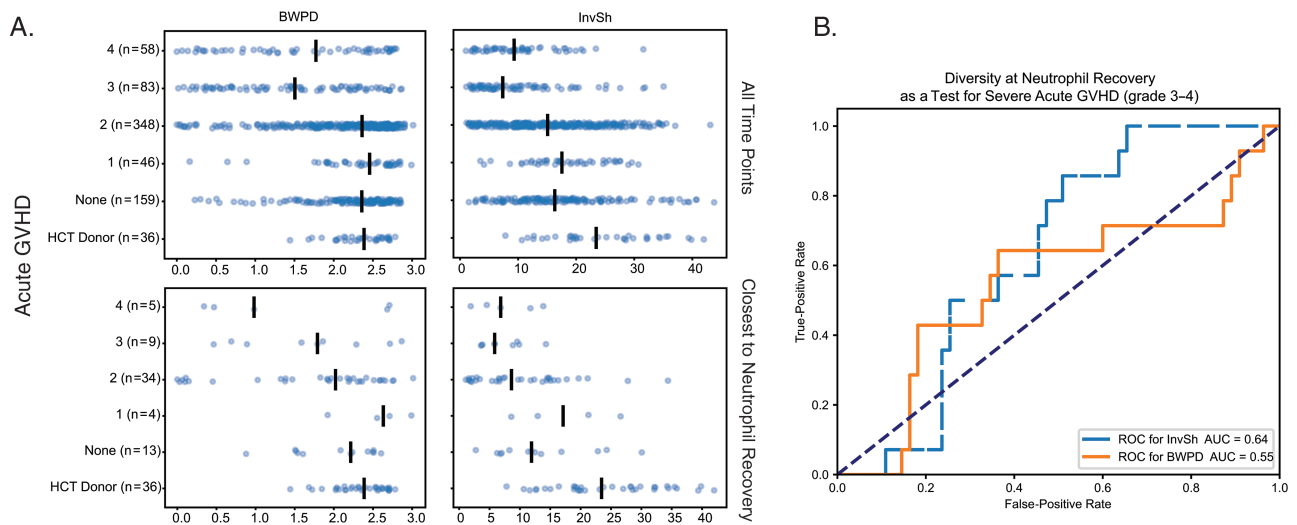 A.
BWPD
InvSh
Acute GVHD
4 (n=58)
3 (n=83)
2 (n=348)
1 (n=46)
None (n=159)
HCT Donor (n=36)
0.0 0.5 1.0 1.5 2.0 2.5 3.0
0 10 20 30 40
All Time Points
4 (n=5)
3 (n=9)
2 (n=34)
1 (n=4)
None (n=13)
HCT Donor (n=36)
0.0 0.5 1.0 1.5 2.0 2.5 3.0
0 5 10 15 20 25 30 35 40
Closest to Neutrophil Recovery
B.
Diversity at Neutrophil Recovery
as a Test for Severe Acute GVHD (grade 3–4)
True-Positive Rate
1.0
0.8
0.6
0.4
0.2
0.0
ROC for InvSh AUC = 0.64
ROC for BWPD AUC = 0.55
0.0 0.2 0.4 0.6 0.8 1.0
False-Positive Rate